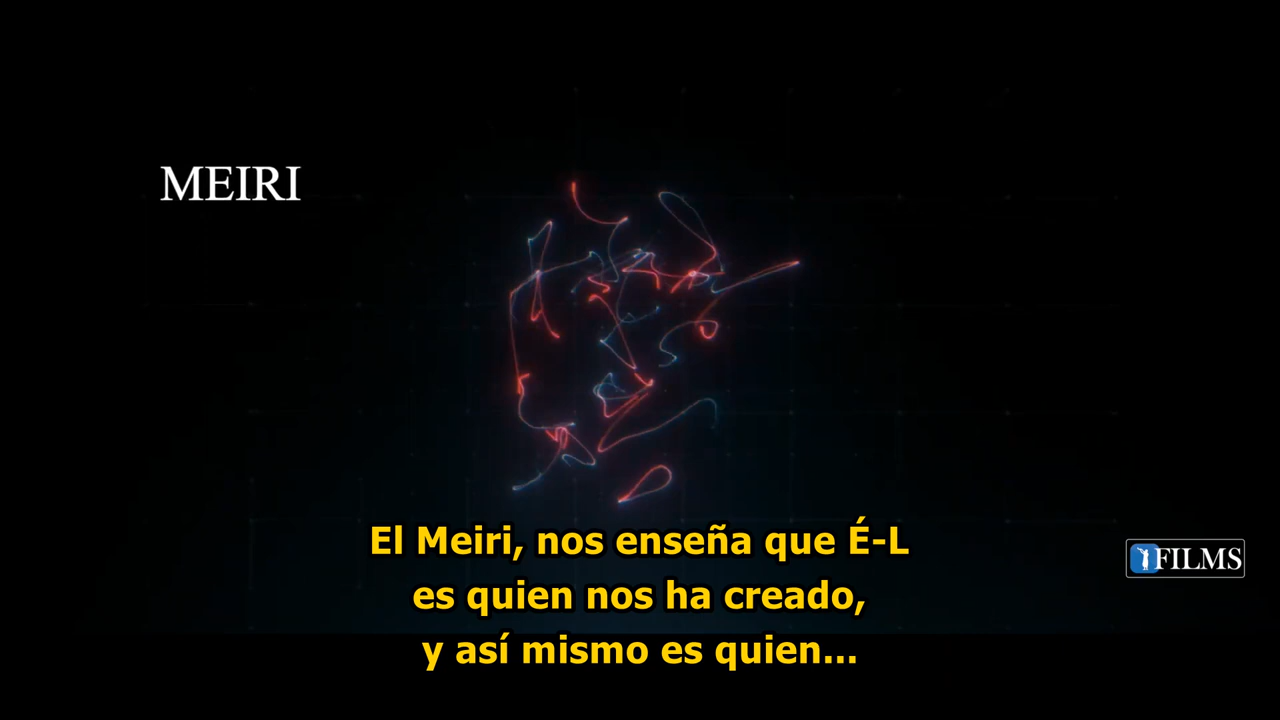 MEIRI
El Meiri, nos enseña que É-L
es quien nos ha creado,
y así mismo es quien...
FILMS